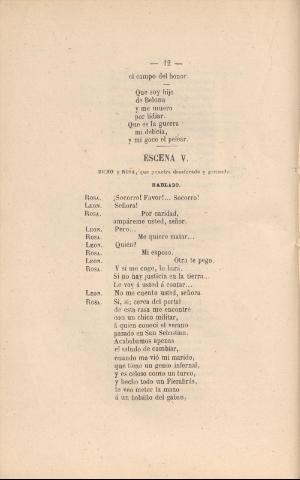 — 12 —
el campo del honor.
Que soy hijo
de Belona
y me muero
por lidiar.
Que es la guerra
mi delicia,
y mi goce el pelear.
ESCENA V.
DICHO y ROSA, que penetra desaforada y gritando.
HABLADO.
ROSA. ¡Socorro! Favor!... Socorro!
LEON. Señora!
ROSA. Por caridad,
ampáreme usted, señor.
LEON. Pero...
ROSA. Me quiere matar...
LEON. Quién?
ROSA. Mi esposo.
LEON. Otra te pego.
ROSA. Y si me coge, lo hará.
Si no hay justicia en la tierra..
Le voy á usted á contar...
LEON. No me cuente usted, señora.
ROSA. Si, si; cerca del portal
de esta casa me encontré
con un chico militar,
á quien conocí el verano
pasado en San Sebastian.
Acabábamos apenas
el saludo de cambiar,
cuando me vió mi marido,
que tiene un genio infernal,
y es celoso como un turco,
y hecho todo un Fierabrás,
le veo meter la mano
á un bolsillo del gaban,